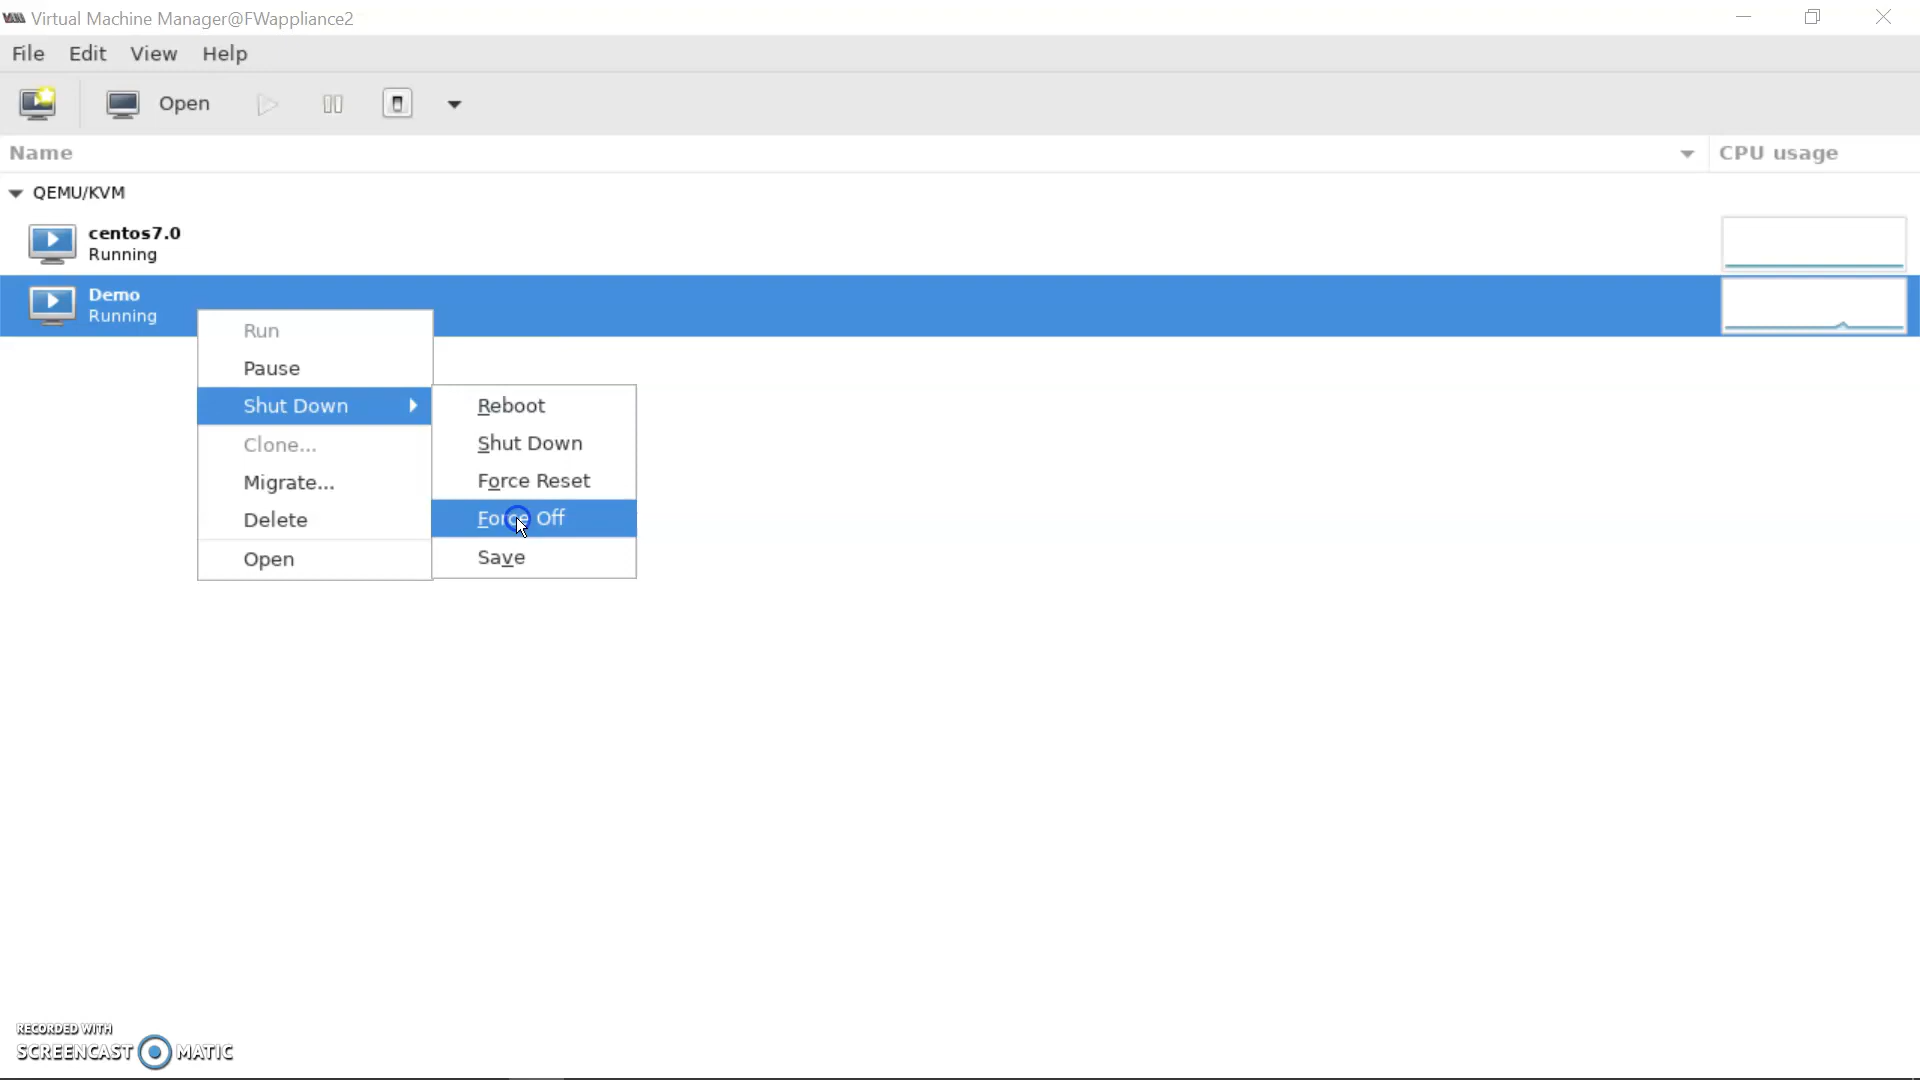 Virtual Machine Manager@FWappliance2
File Edit View Help
Open
Name CPU usage
QEMU/KVM
centos7.0
Running
Demo
Running
Run
Pause
Shut Down
Clone...
Migrate...
Delete
Open
Reboot
Shut Down
Force Reset
Force Off
Save
RECORDED WITH
SCREENCAST MATIC